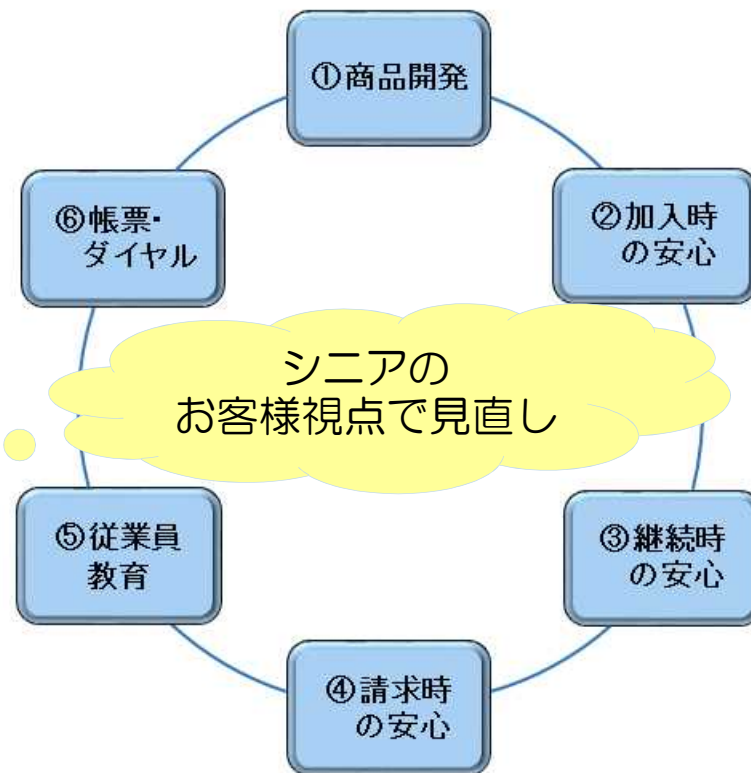 ①商品開発
②加入時
の安心
③継続時
の安心
④請求時
の安心
⑤従業員
教育
⑥帳票・
ダイヤル
シニアの
お客様視点で見直し